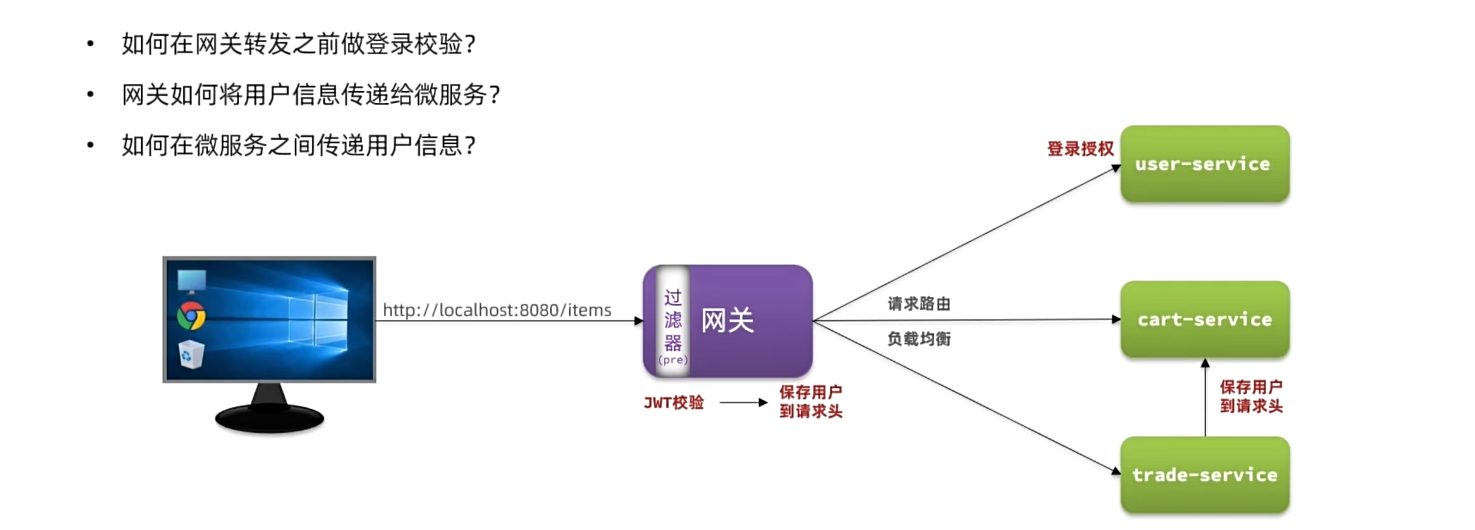 • 如何在网关转发之前做登录校验？
• 网关如何将用户信息传递给微服务？
• 如何在微服务之间传递用户信息？
登录授权
user-service
http://localhost:8080/items
过滤器
(pre)
网关
请求路由
负载均衡
cart-service
JWT校验
保存用户
到请求头
保存用户
到请求头
trade-service